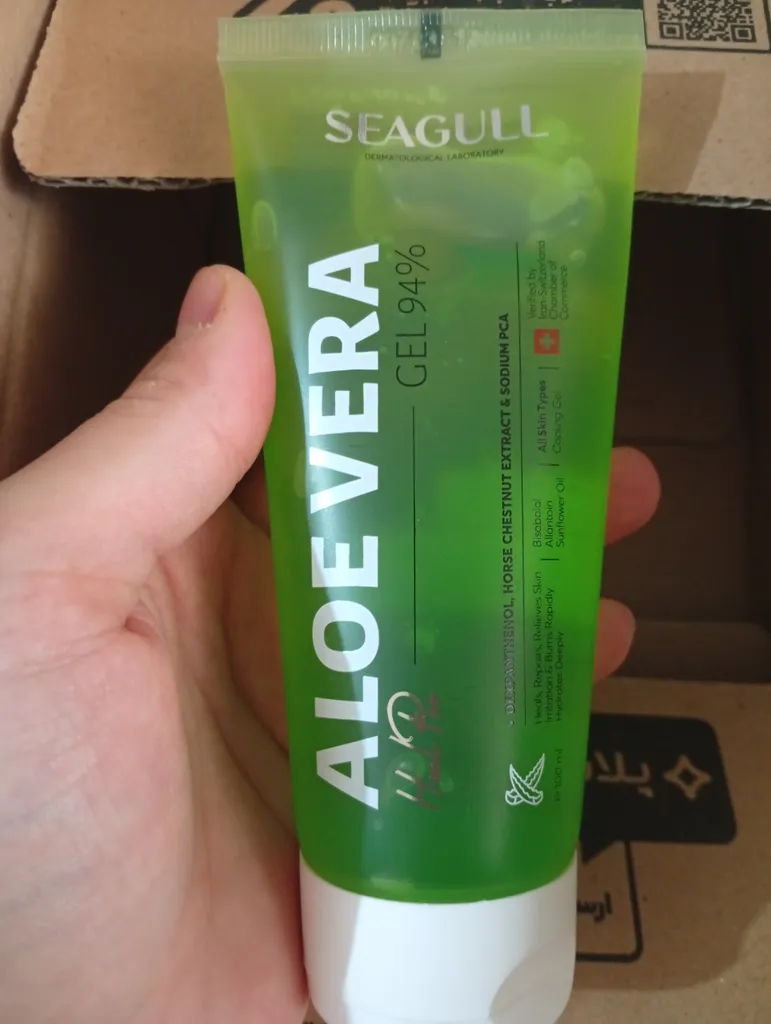 SEAGULL
DERMATOLOGICAL LABORATORY
ALOE VERA
GEL 94%
+ DEXPANTHENOL, HORSE CHESTNUT EXTRACT & SODIUM PCA
Heals, Repairs, Relieves Skin
Irritation & Burns Rapidly
Hydrates Deeply
Bisabolol
Allantoin
Sunflower Oil
All Skin Types
Cooling Gel
Verified by
Iran-Switzerland
Chamber of
Commerce
e 100 ml